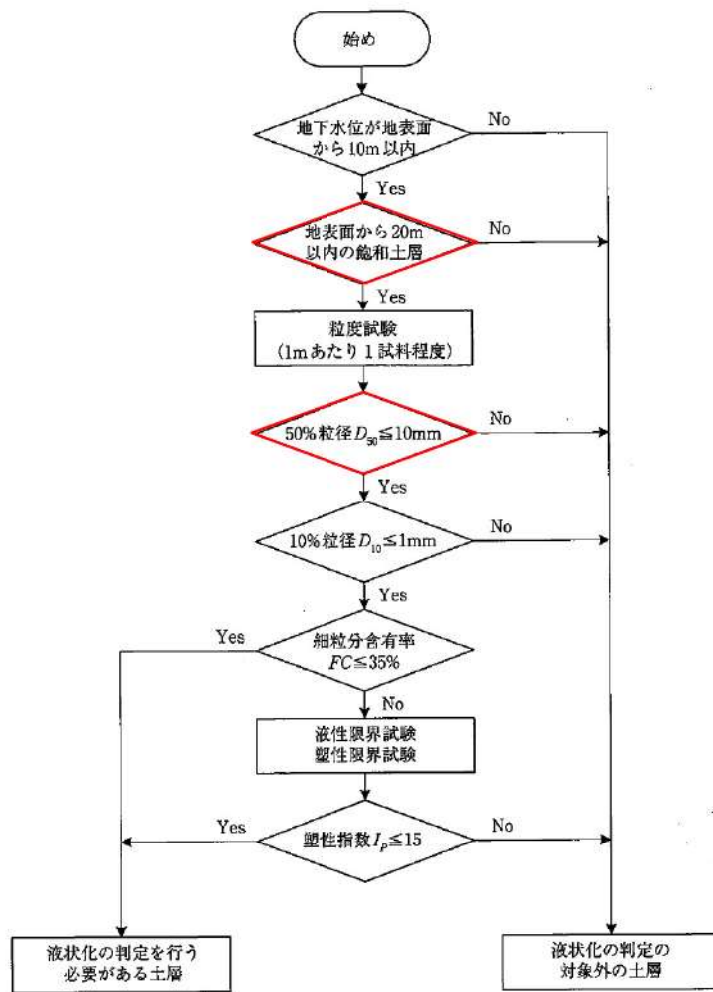 始め
地下水位が地表面
から10m以内
No
Yes
地表面から20m
以内の飽和土層
No
Yes
粒度試験
(1mあたり1試料程度)
50%粒径D50≦10mm
No
Yes
10%粒径D10≦1mm
No
Yes
細粒分含有率
FC≦35%
Yes
No
液性限界試験
塑性限界試験
塑性指数IP≦15
Yes
No
液状化の判定を行う
必要がある土層
液状化の判定の
対象外の土層